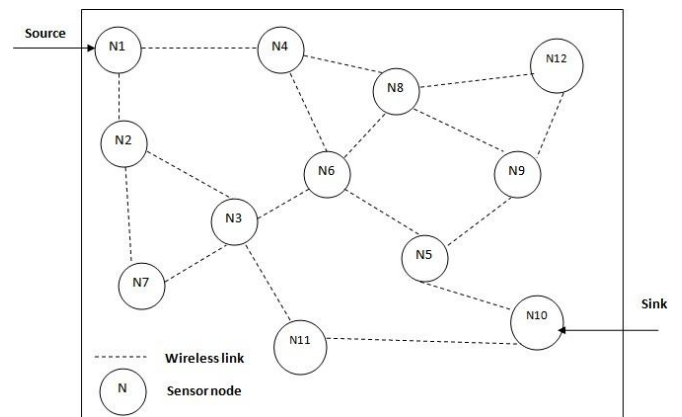 Source
N1
N4
N12
N8
N2
N6
N9
N3
N5
N7
Sink
N10
N11
Wireless link
N
Sensor node